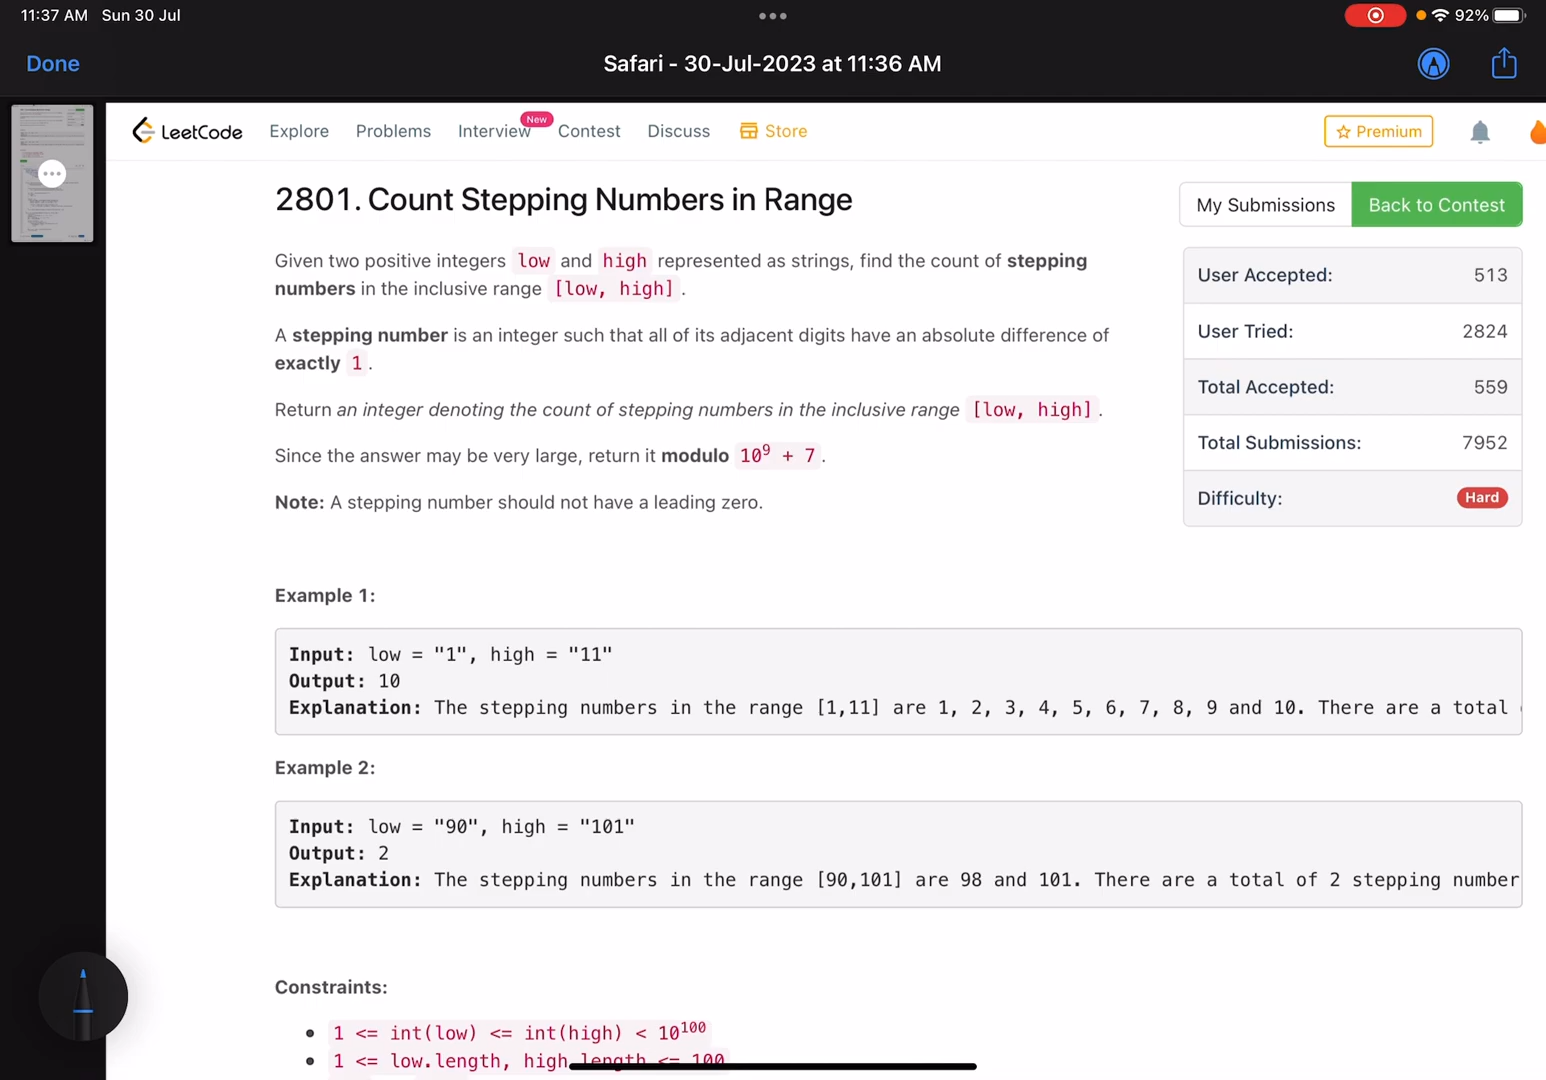 11:37 AM Sun 30 Jul
92%
Done
Safari - 30-Jul-2023 at 11:36 AM
LeetCode Explore Problems Interview New Contest Discuss Store
Premium
2801. Count Stepping Numbers in Range
My Submissions Back to Contest
Given two positive integers low and high represented as strings, find the count of stepping
numbers in the inclusive range [low, high].
A stepping number is an integer such that all of its adjacent digits have an absolute difference of
exactly 1.
Return an integer denoting the count of stepping numbers in the inclusive range [low, high].
Since the answer may be very large, return it modulo 10⁹ + 7.
Note: A stepping number should not have a leading zero.
User Accepted: 513
User Tried: 2824
Total Accepted: 559
Total Submissions: 7952
Difficulty: Hard
Example 1:
Input: low = "1", high = "11"
Output: 10
Explanation: The stepping numbers in the range [1,11] are 1, 2, 3, 4, 5, 6, 7, 8, 9 and 10. There are a total
Example 2:
Input: low = "90", high = "101"
Output: 2
Explanation: The stepping numbers in the range [90,101] are 98 and 101. There are a total of 2 stepping number
Constraints:
1 <= int(low) <= int(high) < 10¹⁰⁰
1 <= low.length, high.length <= 100